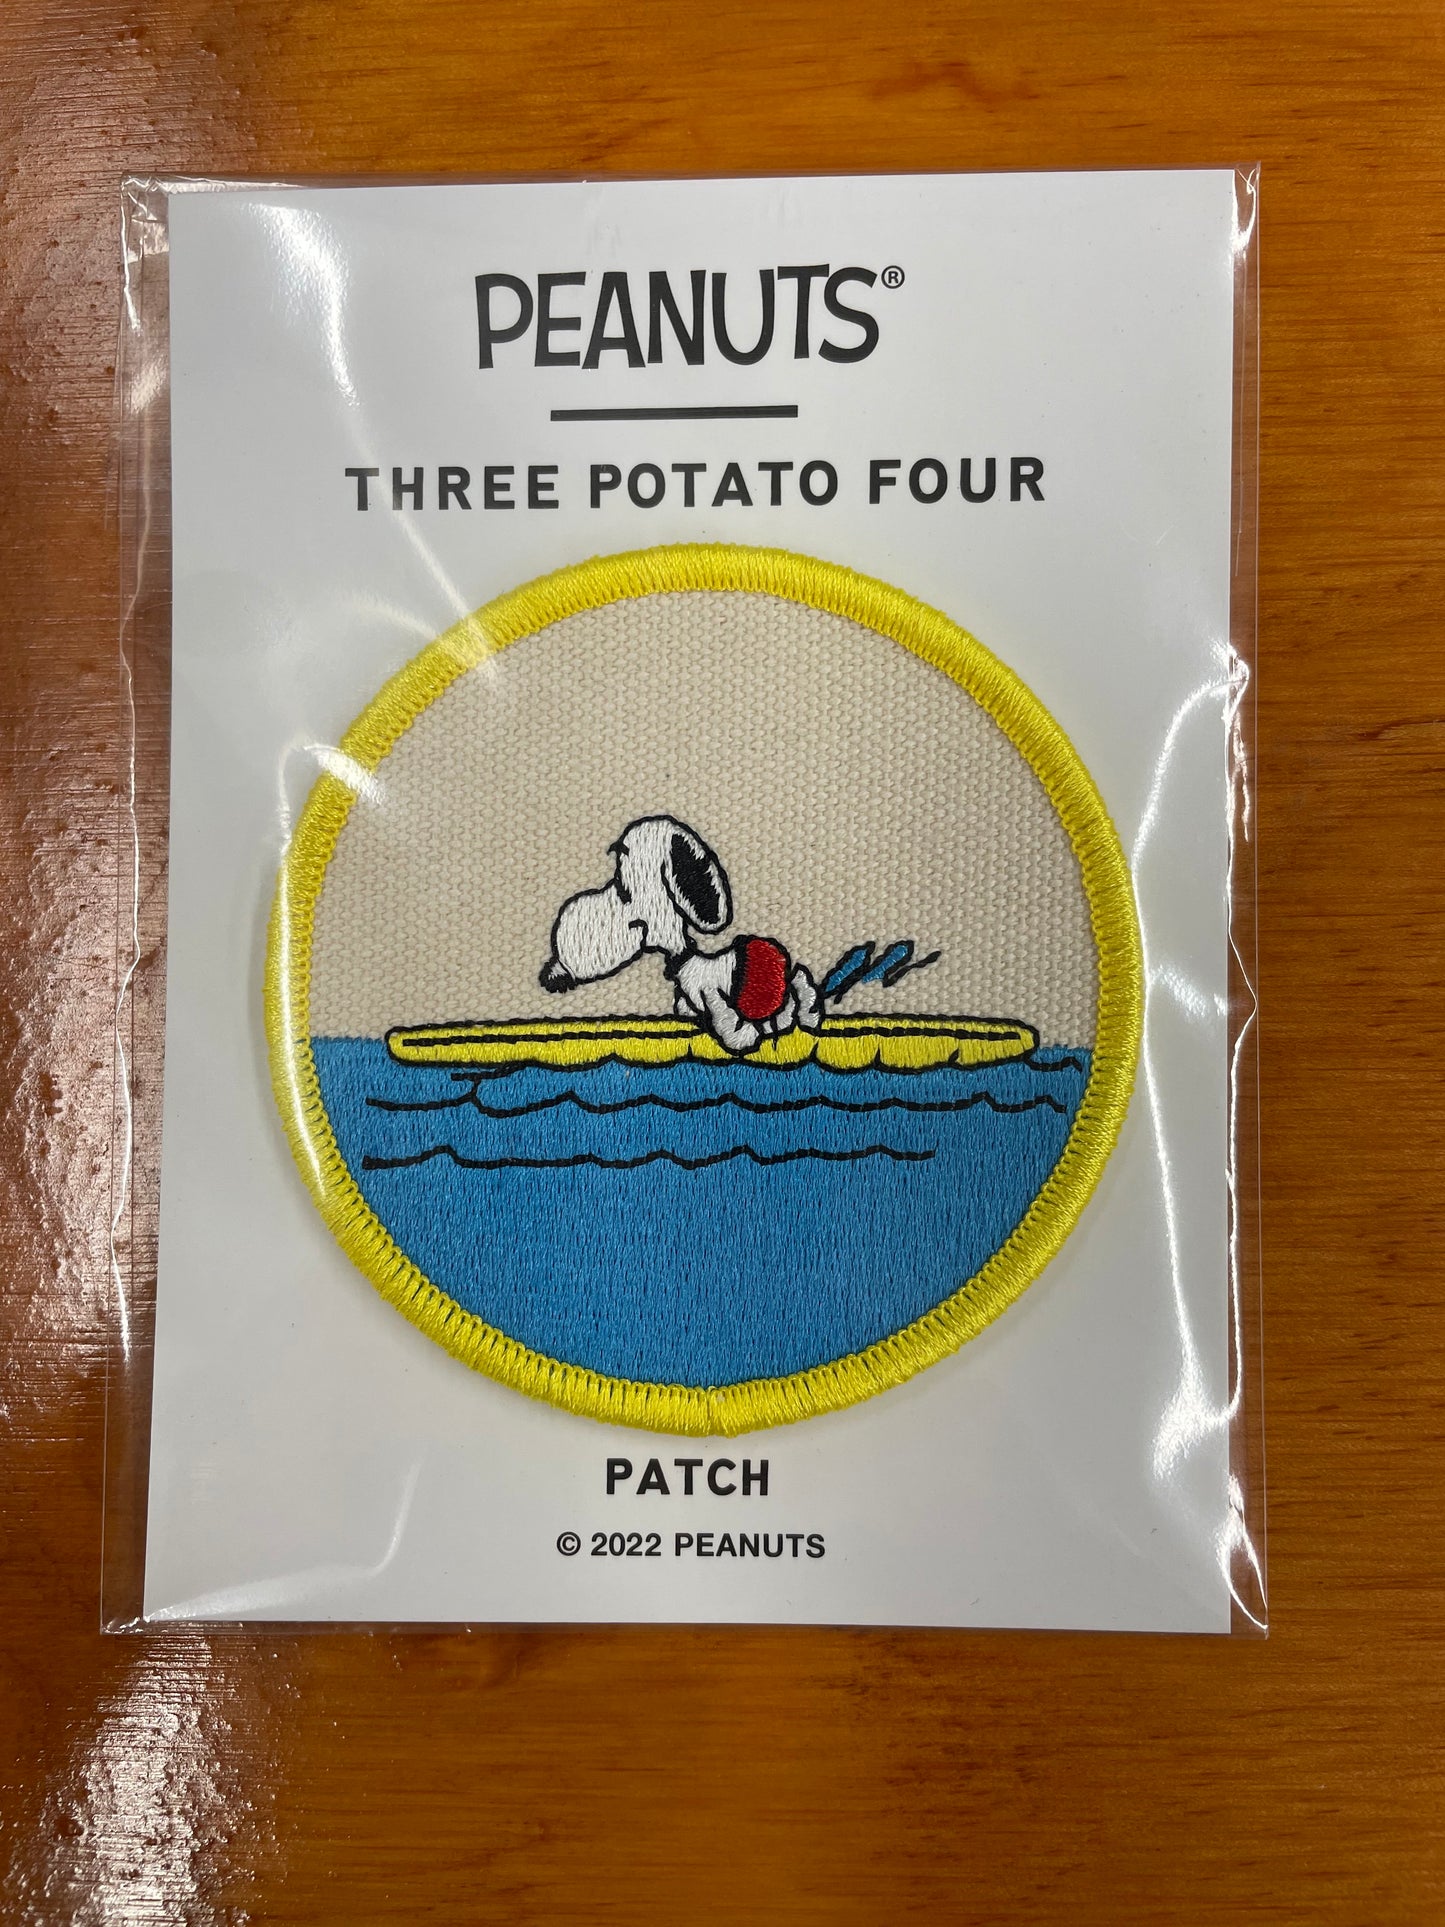 PEANUTS®
THREE POTATO FOUR
PATCH
© 2022 PEANUTS